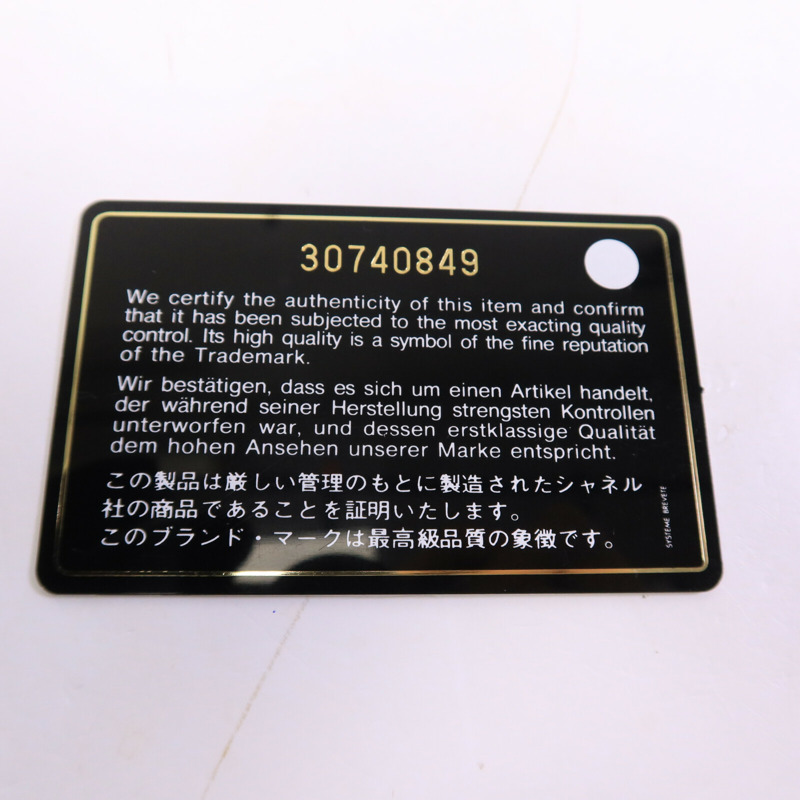 30740849
We certify the authenticity of this item and confirm
that it has been subjected to the most exacting quality
control. Its high quality is a symbol of the fine reputation
of the Trademark.
Wir bestätigen, dass es sich um einen Artikel handelt,
der während seiner Herstellung strengsten Kontrollen
unterworfen war, und dessen erstklassige Qualität
dem hohen Ansehen unserer Marke entspricht.
この製品は厳しい管理のもとに製造されたシャネル
社の商品であることを証明いたします。
このブランド・マークは最高級品質の象徴です。
SYSTEME BREVETE